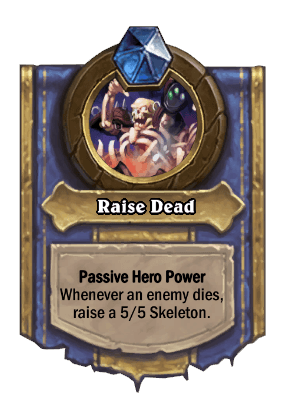 Raise Dead
Passive Hero Power
Whenever an enemy dies,
raise a 5/5 Skeleton.